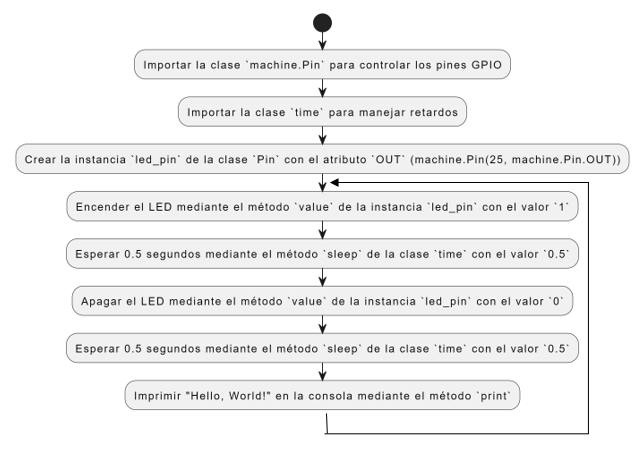 Importar la clase `machine.Pin` para controlar los pines GPIO
Importar la clase `time` para manejar retardos
Crear la instancia `led_pin` de la clase `Pin` con el atributo `OUT` (machine.Pin(25, machine.Pin.OUT))
Encender el LED mediante el método `value` de la instancia `led_pin` con el valor `1`
Esperar 0.5 segundos mediante el método `sleep` de la clase `time` con el valor `0.5`
Apagar el LED mediante el método `value` de la instancia `led_pin` con el valor `0`
Esperar 0.5 segundos mediante el método `sleep` de la clase `time` con el valor `0.5`
Imprimir "Hello, World!" en la consola mediante el método `print`